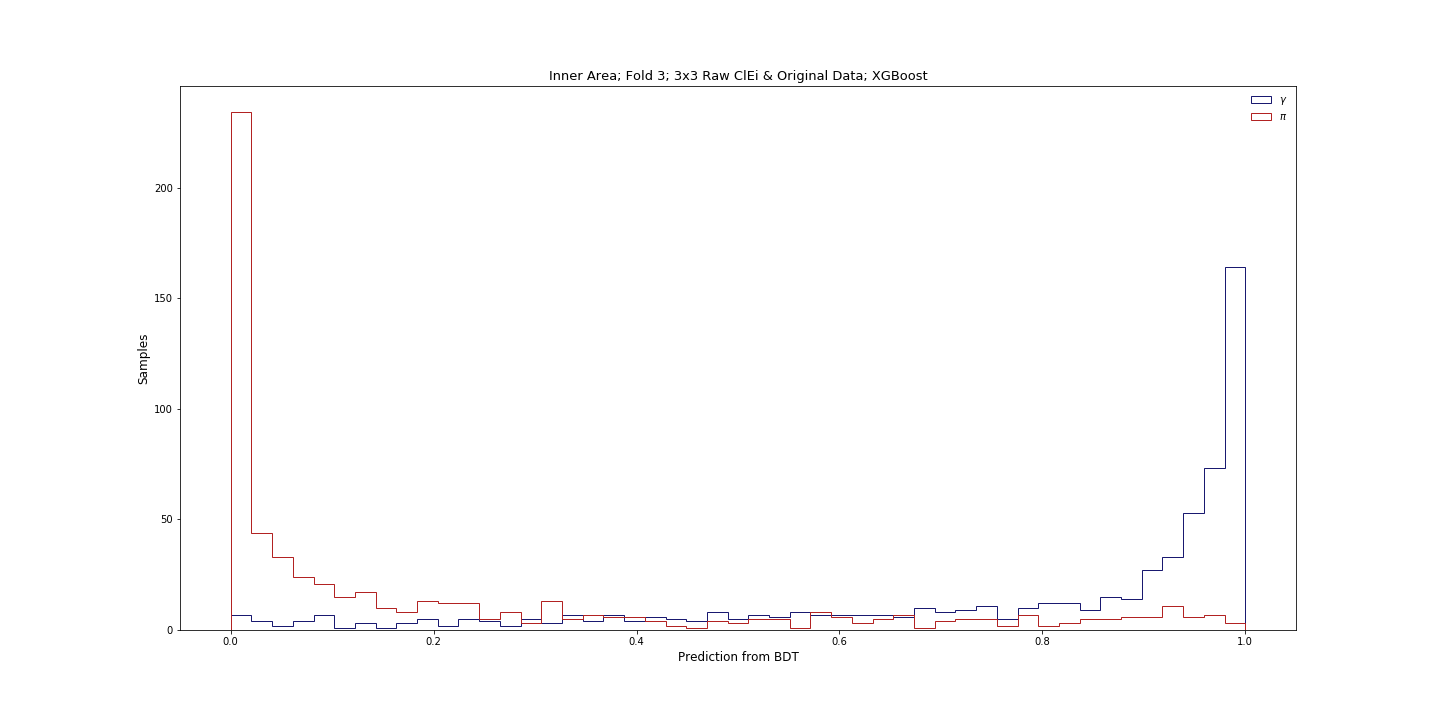 Inner Area; Fold 3; 3x3 Raw ClEi & Original Data; XGBoost
γ
π
200
150
100
50
0
Samples
0.0 0.2 0.4 0.6 0.8 1.0
Prediction from BDT